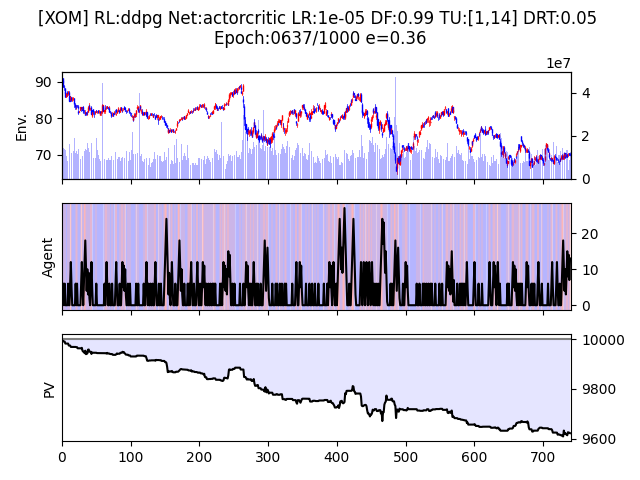 [XOM] RL:ddpg Net:actorcritic LR:1e-05 DF:0.99 TU:[1,14] DRT:0.05
Epoch:0637/1000 e=0.36
1e7
90
80
70
Env.
4
2
0
Agent
20
10
0
PV
10000
9800
9600
0 100 200 300 400 500 600 700